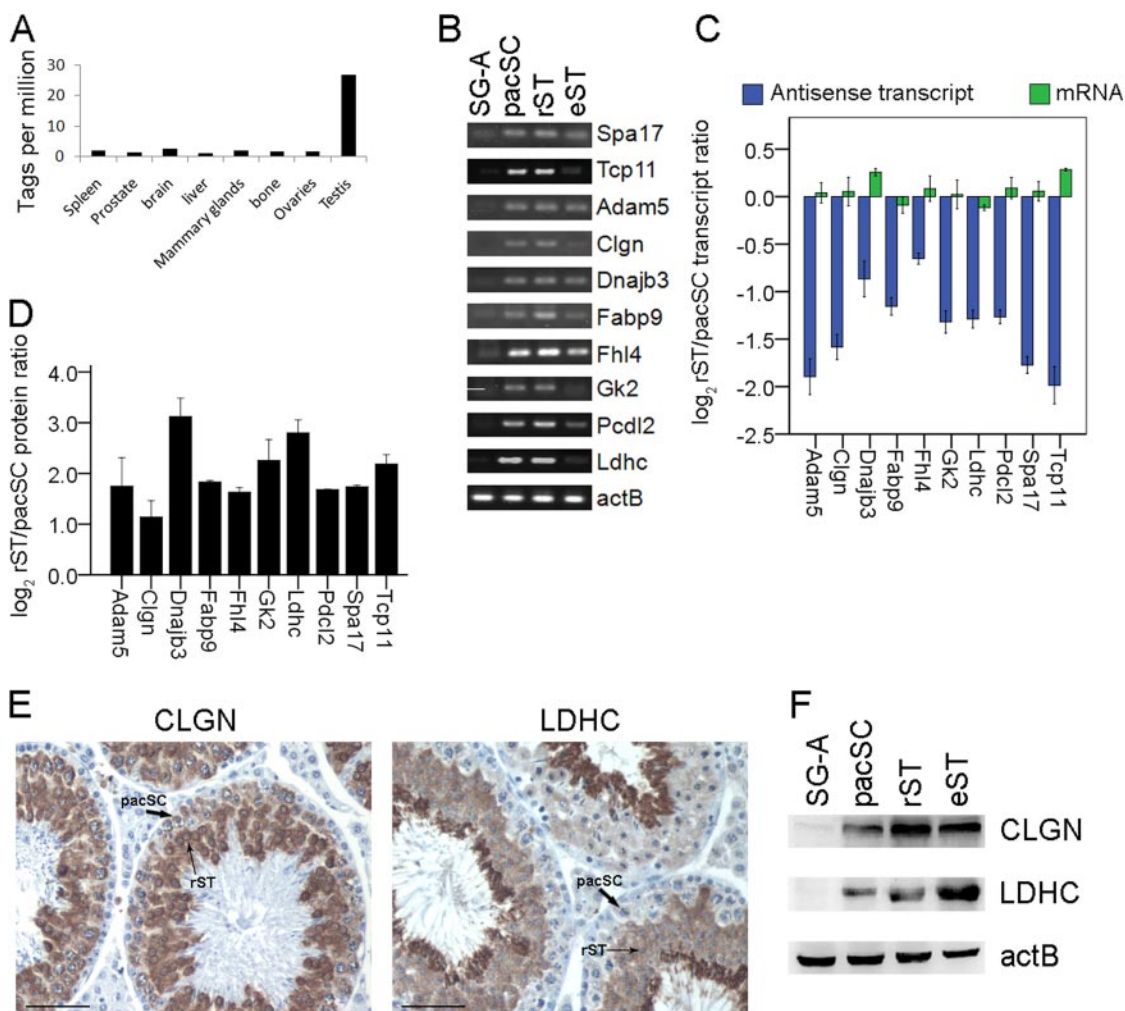 A
Tags per million
30
20
10
0
Spleen
Prostate
brain
liver
Mammary glands
bone
Ovaries
Testis
B
SG-A
pacSC
rST
eST
Spa17
Tcp11
Adam5
Clgn
Dnajb3
Fabp9
Fhl4
Gk2
Pcdl2
Ldhc
actB
C
Antisense transcript
mRNA
log2 rST/pacSC transcript ratio
0.5
0.0
-0.5
-1.0
-1.5
-2.0
-2.5
Adam5
Clgn
Dnajb3
Fabp9
Fhl4
Gk2
Ldhc
Pdcl2
Spa17
Tcp11
D
log2 rST/pacSC protein ratio
4.0
3.0
2.0
1.0
0.0
Adam5
Clgn
Dnajb3
Fabp9
Fhl4
Gk2
Ldhc
Pdcl2
Spa17
Tcp11
E
CLGN
pacSC
rST
LDHC
pacSC
rST
F
SG-A
pacSC
rST
eST
CLGN
LDHC
actB